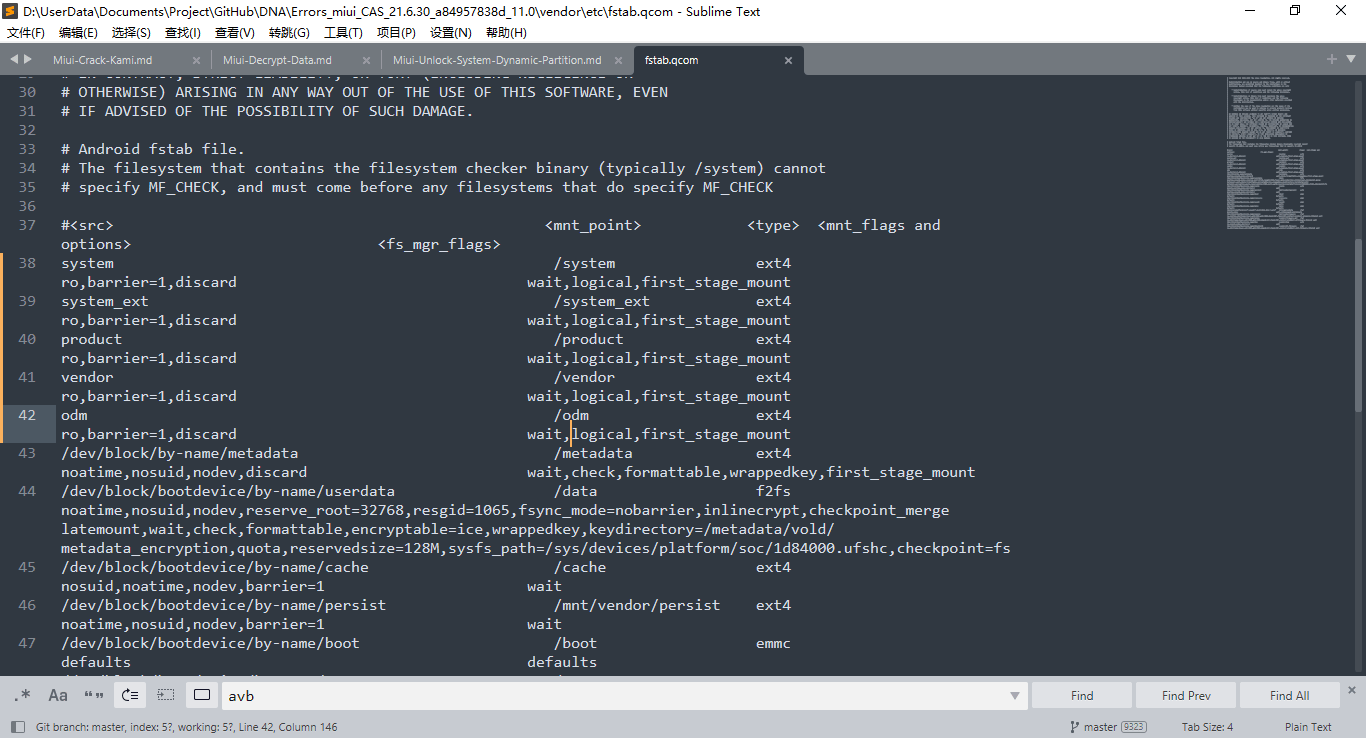 D:\UserData\Documents\Project\GitHub\DNA\Errors_miui_CAS_21.6.30_a84957838d_11.0\vendor\etc\fstab.qcom - Sublime Text
文件(F) 编辑(E) 选择(S) 查找(I) 查看(V) 转跳(G) 工具(T) 项目(P) 设置(N) 帮助(H)
Miui-Crack-Kami.md Miui-Decrypt-Data.md Miui-Unlock-System-Dynamic-Partition.md fstab.qcom
30 # OTHERWISE) ARISING IN ANY WAY OUT OF THE USE OF THIS SOFTWARE, EVEN
31 # IF ADVISED OF THE POSSIBILITY OF SUCH DAMAGE.
32
33 # Android fstab file.
34 # The filesystem that contains the filesystem checker binary (typically /system) cannot
35 # specify MF_CHECK, and must come before any filesystems that do specify MF_CHECK
36
37 #<src> <mnt_point> <type> <mnt_flags and
options> <fs_mgr_flags>
38 system /system ext4
ro,barrier=1,discard wait,logical,first_stage_mount
39 system_ext /system_ext ext4
ro,barrier=1,discard wait,logical,first_stage_mount
40 product /product ext4
ro,barrier=1,discard wait,logical,first_stage_mount
41 vendor /vendor ext4
ro,barrier=1,discard wait,logical,first_stage_mount
42 odm /odm ext4
ro,barrier=1,discard wait,logical,first_stage_mount
43 /dev/block/by-name/metadata /metadata ext4
noatime,nosuid,nodev,discard wait,check,formattable,wrappedkey,first_stage_mount
44 /dev/block/bootdevice/by-name/userdata /data f2fs
noatime,nosuid,nodev,reserve_root=32768,resgid=1065,fsync_mode=nobarrier,inlinecrypt,checkpoint_merge
latemount,wait,check,formattable,encryptable=ice,wrappedkey,keydirectory=/metadata/vold/
metadata_encryption,quota,reservedsize=128M,sysfs_path=/sys/devices/platform/soc/1d84000.ufshc,checkpoint=fs
45 /dev/block/bootdevice/by-name/cache /cache ext4
nosuid,noatime,nodev,barrier=1 wait
46 /dev/block/bootdevice/by-name/persist /mnt/vendor/persist ext4
noatime,nosuid,nodev,barrier=1 wait
47 /dev/block/bootdevice/by-name/boot /boot emmc
defaults defaults
.* Aa “” avb Find Find Prev Find All
Git branch: master, index: 5?, working: 5?, Line 42, Column 146 master 9323 Tab Size: 4 Plain Text